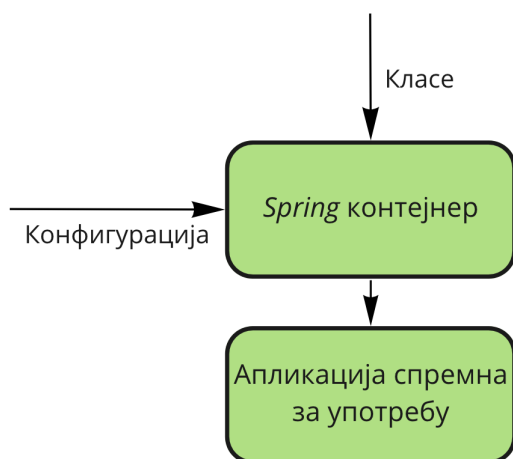 Класе
Spring контејнер
Конфигурација
Апликација спремна
за употребу